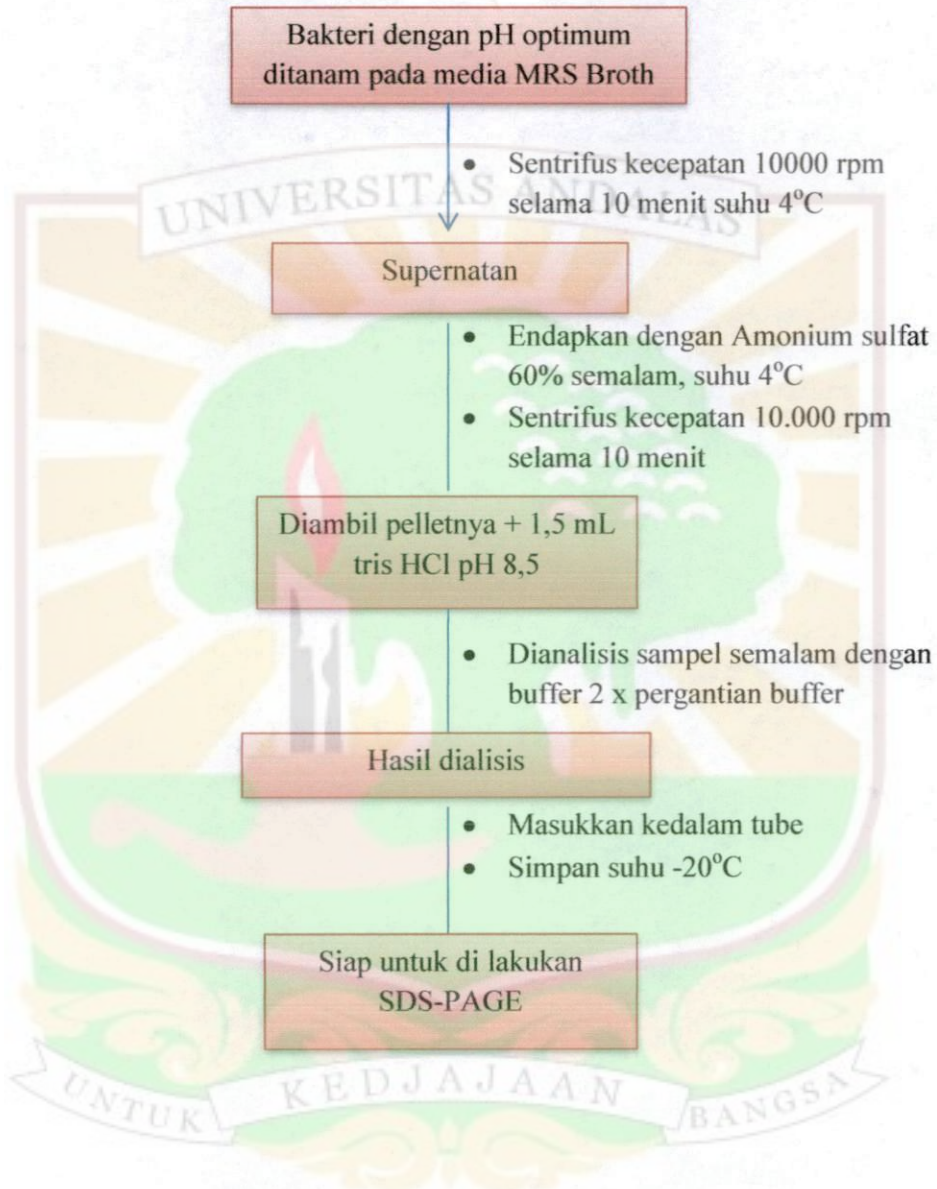 Bakteri dengan pH optimum
ditanam pada media MRS Broth
• Sentrifus kecepatan 10000 rpm
selama 10 menit suhu 4°C
UNIVERSITAS ANDALAS
Supernatan
• Endapkan dengan Amonium sulfat
60% semalam, suhu 4°C
• Sentrifus kecepatan 10.000 rpm
selama 10 menit
Diambil pelletnya + 1,5 mL
tris HCl pH 8,5
• Dianalisis sampel semalam dengan
buffer 2 x pergantian buffer
Hasil dialisis
• Masukkan kedalam tube
• Simpan suhu -20°C
Siap untuk di lakukan
SDS-PAGE
UNTUK KEDJAJAAN BANGSA